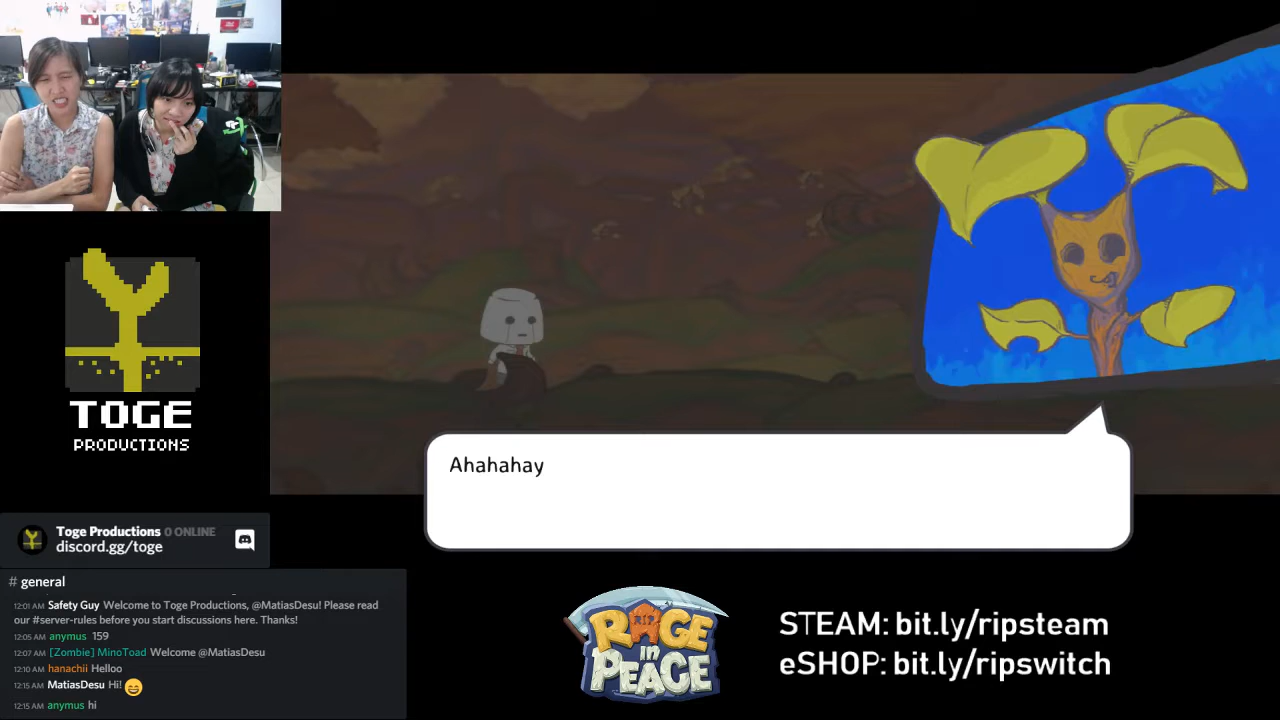 Ahahahay
TOGE
PRODUCTIONS
Toge Productions 0 ONLINE
discord.gg/toge
# general
12:01 AM Safety Guy Welcome to Toge Productions, @MatiasDesu! Please read
our #server-rules before you start discussions here. Thanks!
12:05 AM anymus 159
12:07 AM [Zombie] MinoToad Welcome @MatiasDesu
12:10 AM hanachii Helloo
12:15 AM MatiasDesu Hi! 😄
12:15 AM anymus hi
RIP
RAGE
in
PEACE
STEAM: bit.ly/ripsteam
eSHOP: bit.ly/ripswitch